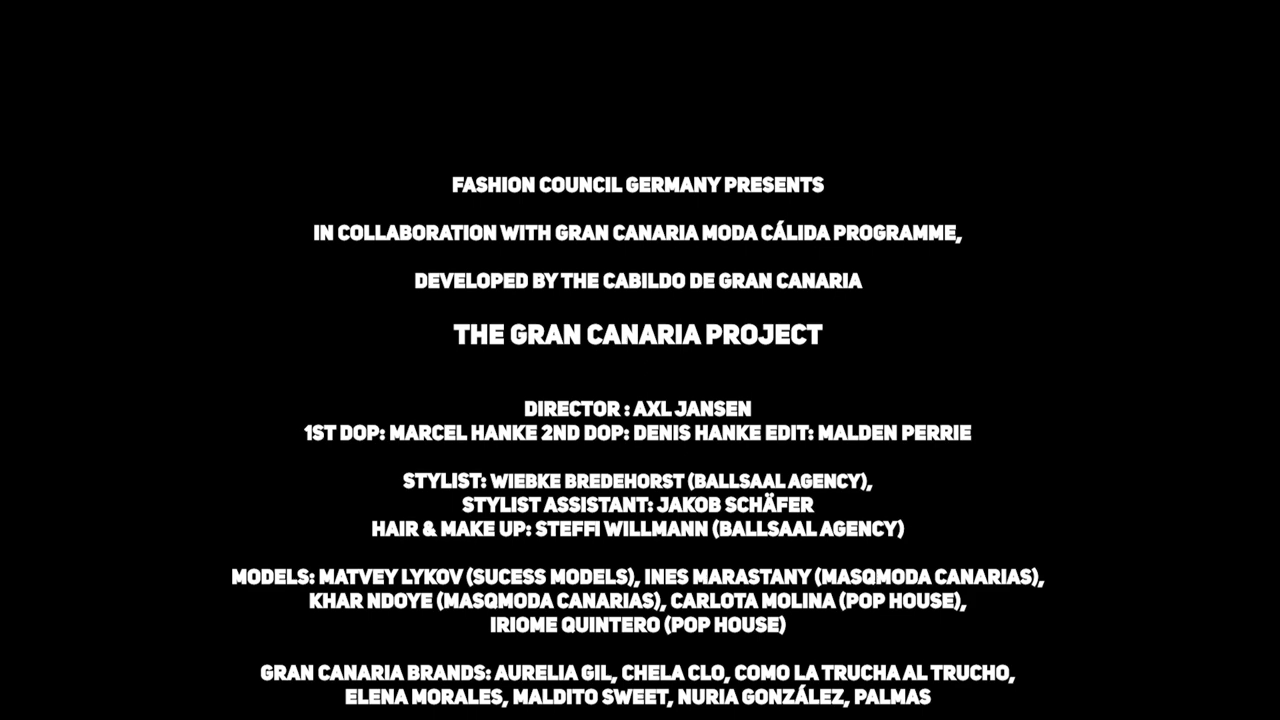 FASHION COUNCIL GERMANY PRESENTS
IN COLLABORATION WITH GRAN CANARIA MODA CÁLIDA PROGRAMME,
DEVELOPED BY THE CABILDO DE GRAN CANARIA
THE GRAN CANARIA PROJECT
DIRECTOR : AXL JANSEN
1ST DOP: MARCEL HANKE 2ND DOP: DENIS HANKE EDIT: MALDEN PERRIE
STYLIST: WIEBKE BREDEHORST (BALLSAAL AGENCY),
STYLIST ASSISTANT: JAKOB SCHÄFER
HAIR & MAKE UP: STEFFI WILLMANN (BALLSAAL AGENCY)
MODELS: MATVEY LYKOV (SUCESS MODELS), INES MARASTANY (MASQMODA CANARIAS),
KHAR NDOYE (MASQMODA CANARIAS), CARLOTA MOLINA (POP HOUSE),
IRIOME QUINTERO (POP HOUSE)
GRAN CANARIA BRANDS: AURELIA GIL, CHELA CLO, COMO LA TRUCHA AL TRUCHO,
ELENA MORALES, MALDITO SWEET, NURIA GONZÁLEZ, PALMAS